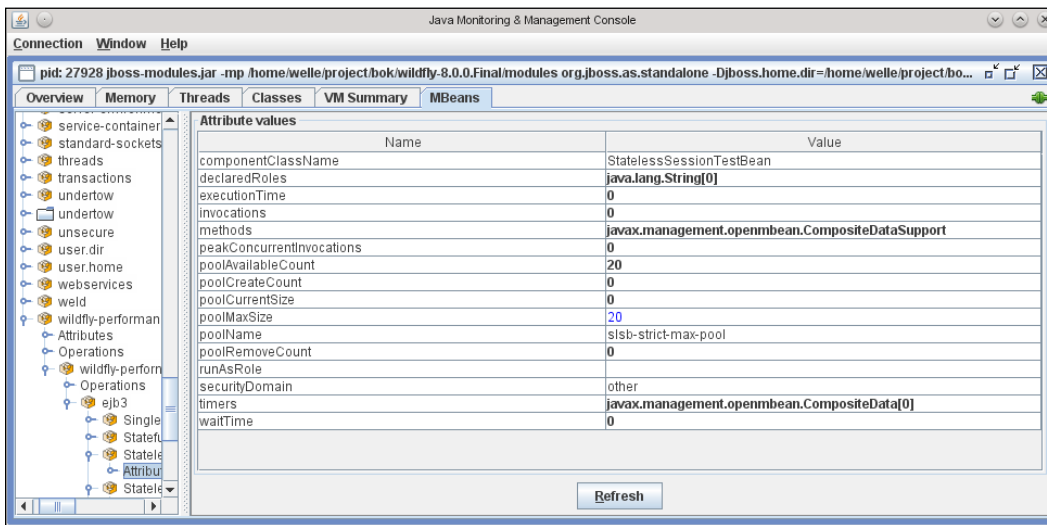 Java Monitoring & Management Console
Connection Window Help
pid: 27928 jboss-modules.jar -mp /home/welle/project/bok/wildfly-8.0.0.Final/modules org.jboss.as.standalone -Djboss.home.dir=/home/welle/project/bo...
Overview Memory Threads Classes VM Summary MBeans
service-container
standard-sockets
threads
transactions
undertow
undertow
unsecure
user.dir
user.home
webservices
weld
wildfly-performan
Attributes
Operations
wildfly-perforn
Operations
ejb3
Single
Statefu
Statele
Attribu
Statele
Attribute values
Name Value
componentClassName StatelessSessionTestBean
declaredRoles java.lang.String[0]
executionTime 0
invocations 0
methods javax.management.openmbean.CompositeDataSupport
peakConcurrentInvocations 0
poolAvailableCount 20
poolCreateCount 0
poolCurrentSize 0
poolMaxSize 20
poolName slsb-strict-max-pool
poolRemoveCount 0
runAsRole
securityDomain other
timers javax.management.openmbean.CompositeData[0]
waitTime 0
Refresh